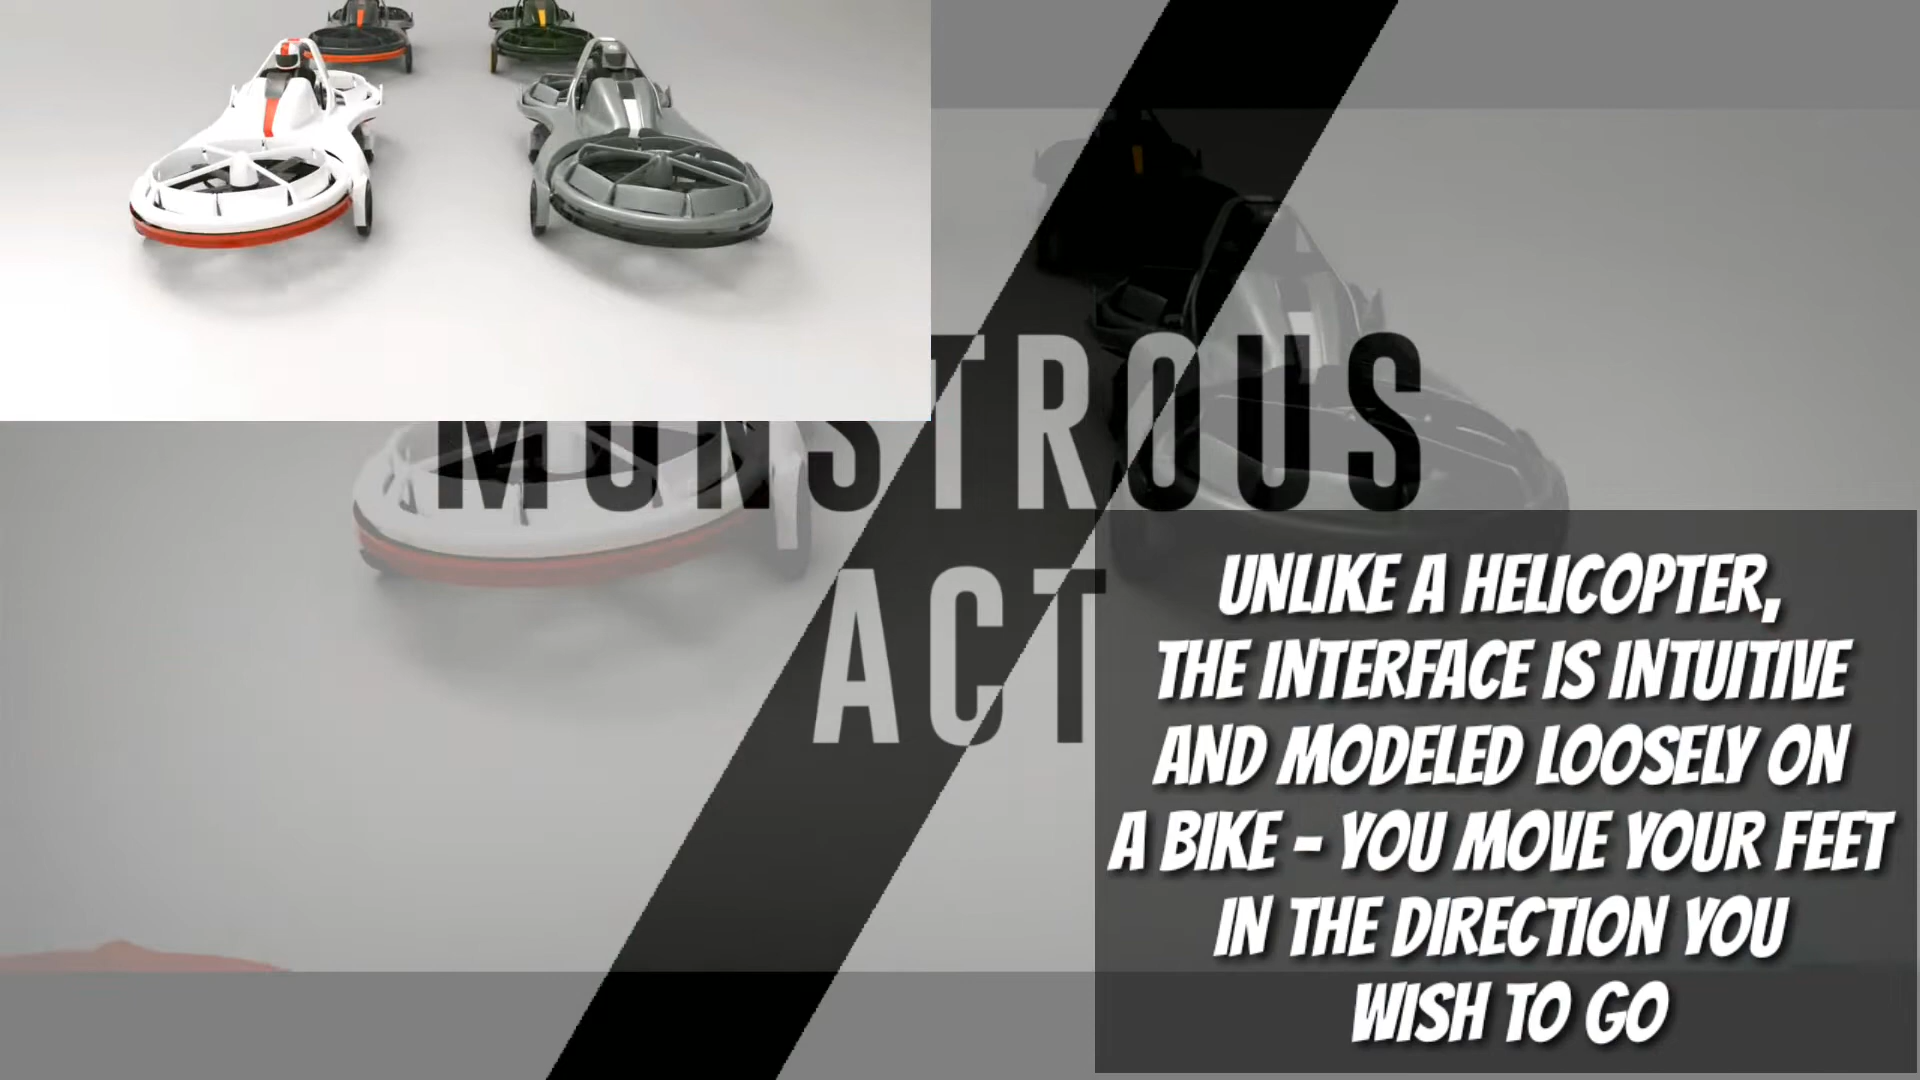 MONSTROUS
ACT
UNLIKE A HELICOPTER,
THE INTERFACE IS INTUITIVE
AND MODELED LOOSELY ON
A BIKE - YOU MOVE YOUR FEET
IN THE DIRECTION YOU
WISH TO GO